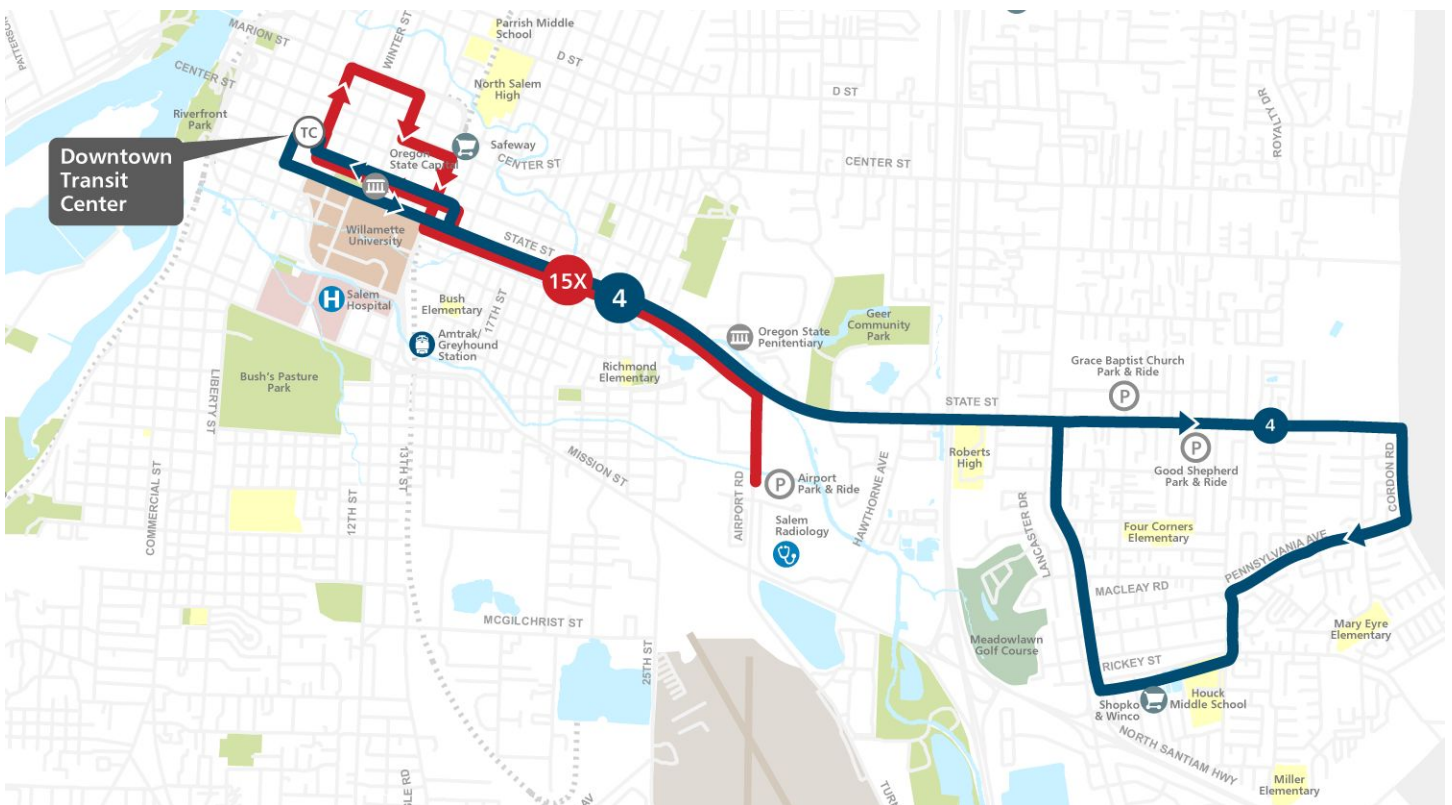 MARION ST
CENTER ST
WINTER ST
Parrish Middle
School
D ST
North Salem
High
D ST
ROYALTY DR
Riverfront
Park
TC
Downtown
Transit
Center
Oregon
State Capitol
Safeway
CENTER ST
CENTER ST
Willamette
University
STATE ST
15X
4
H
Salem
Hospital
Bush
Elementary
17TH ST
Amtrak/
Greyhound
Station
Oregon State
Penitentiary
Geer
Community
Park
Richmond
Elementary
Grace Baptist Church
Park & Ride
P
Bush's Pasture
Park
LIBERTY ST
STATE ST
4
P
Good Shepherd
Park & Ride
Roberts
High
CORDON RD
COMMERCIAL ST
12TH ST
13TH ST
MISSION ST
AIRPORT RD
P
Airport
Park & Ride
HAWTHORNE AVE
Salem
Radiology
LANCASTER DR
Four Corners
Elementary
PENNSYLVANIA AVE
MACLEAY RD
MCGILCHRIST ST
25TH ST
Meadowlawn
Golf Course
Mary Eyre
Elementary
RICKEY ST
Houck
Middle School
Shopko
& Winco
NORTH SANTIAM HWY
Miller
Elementary